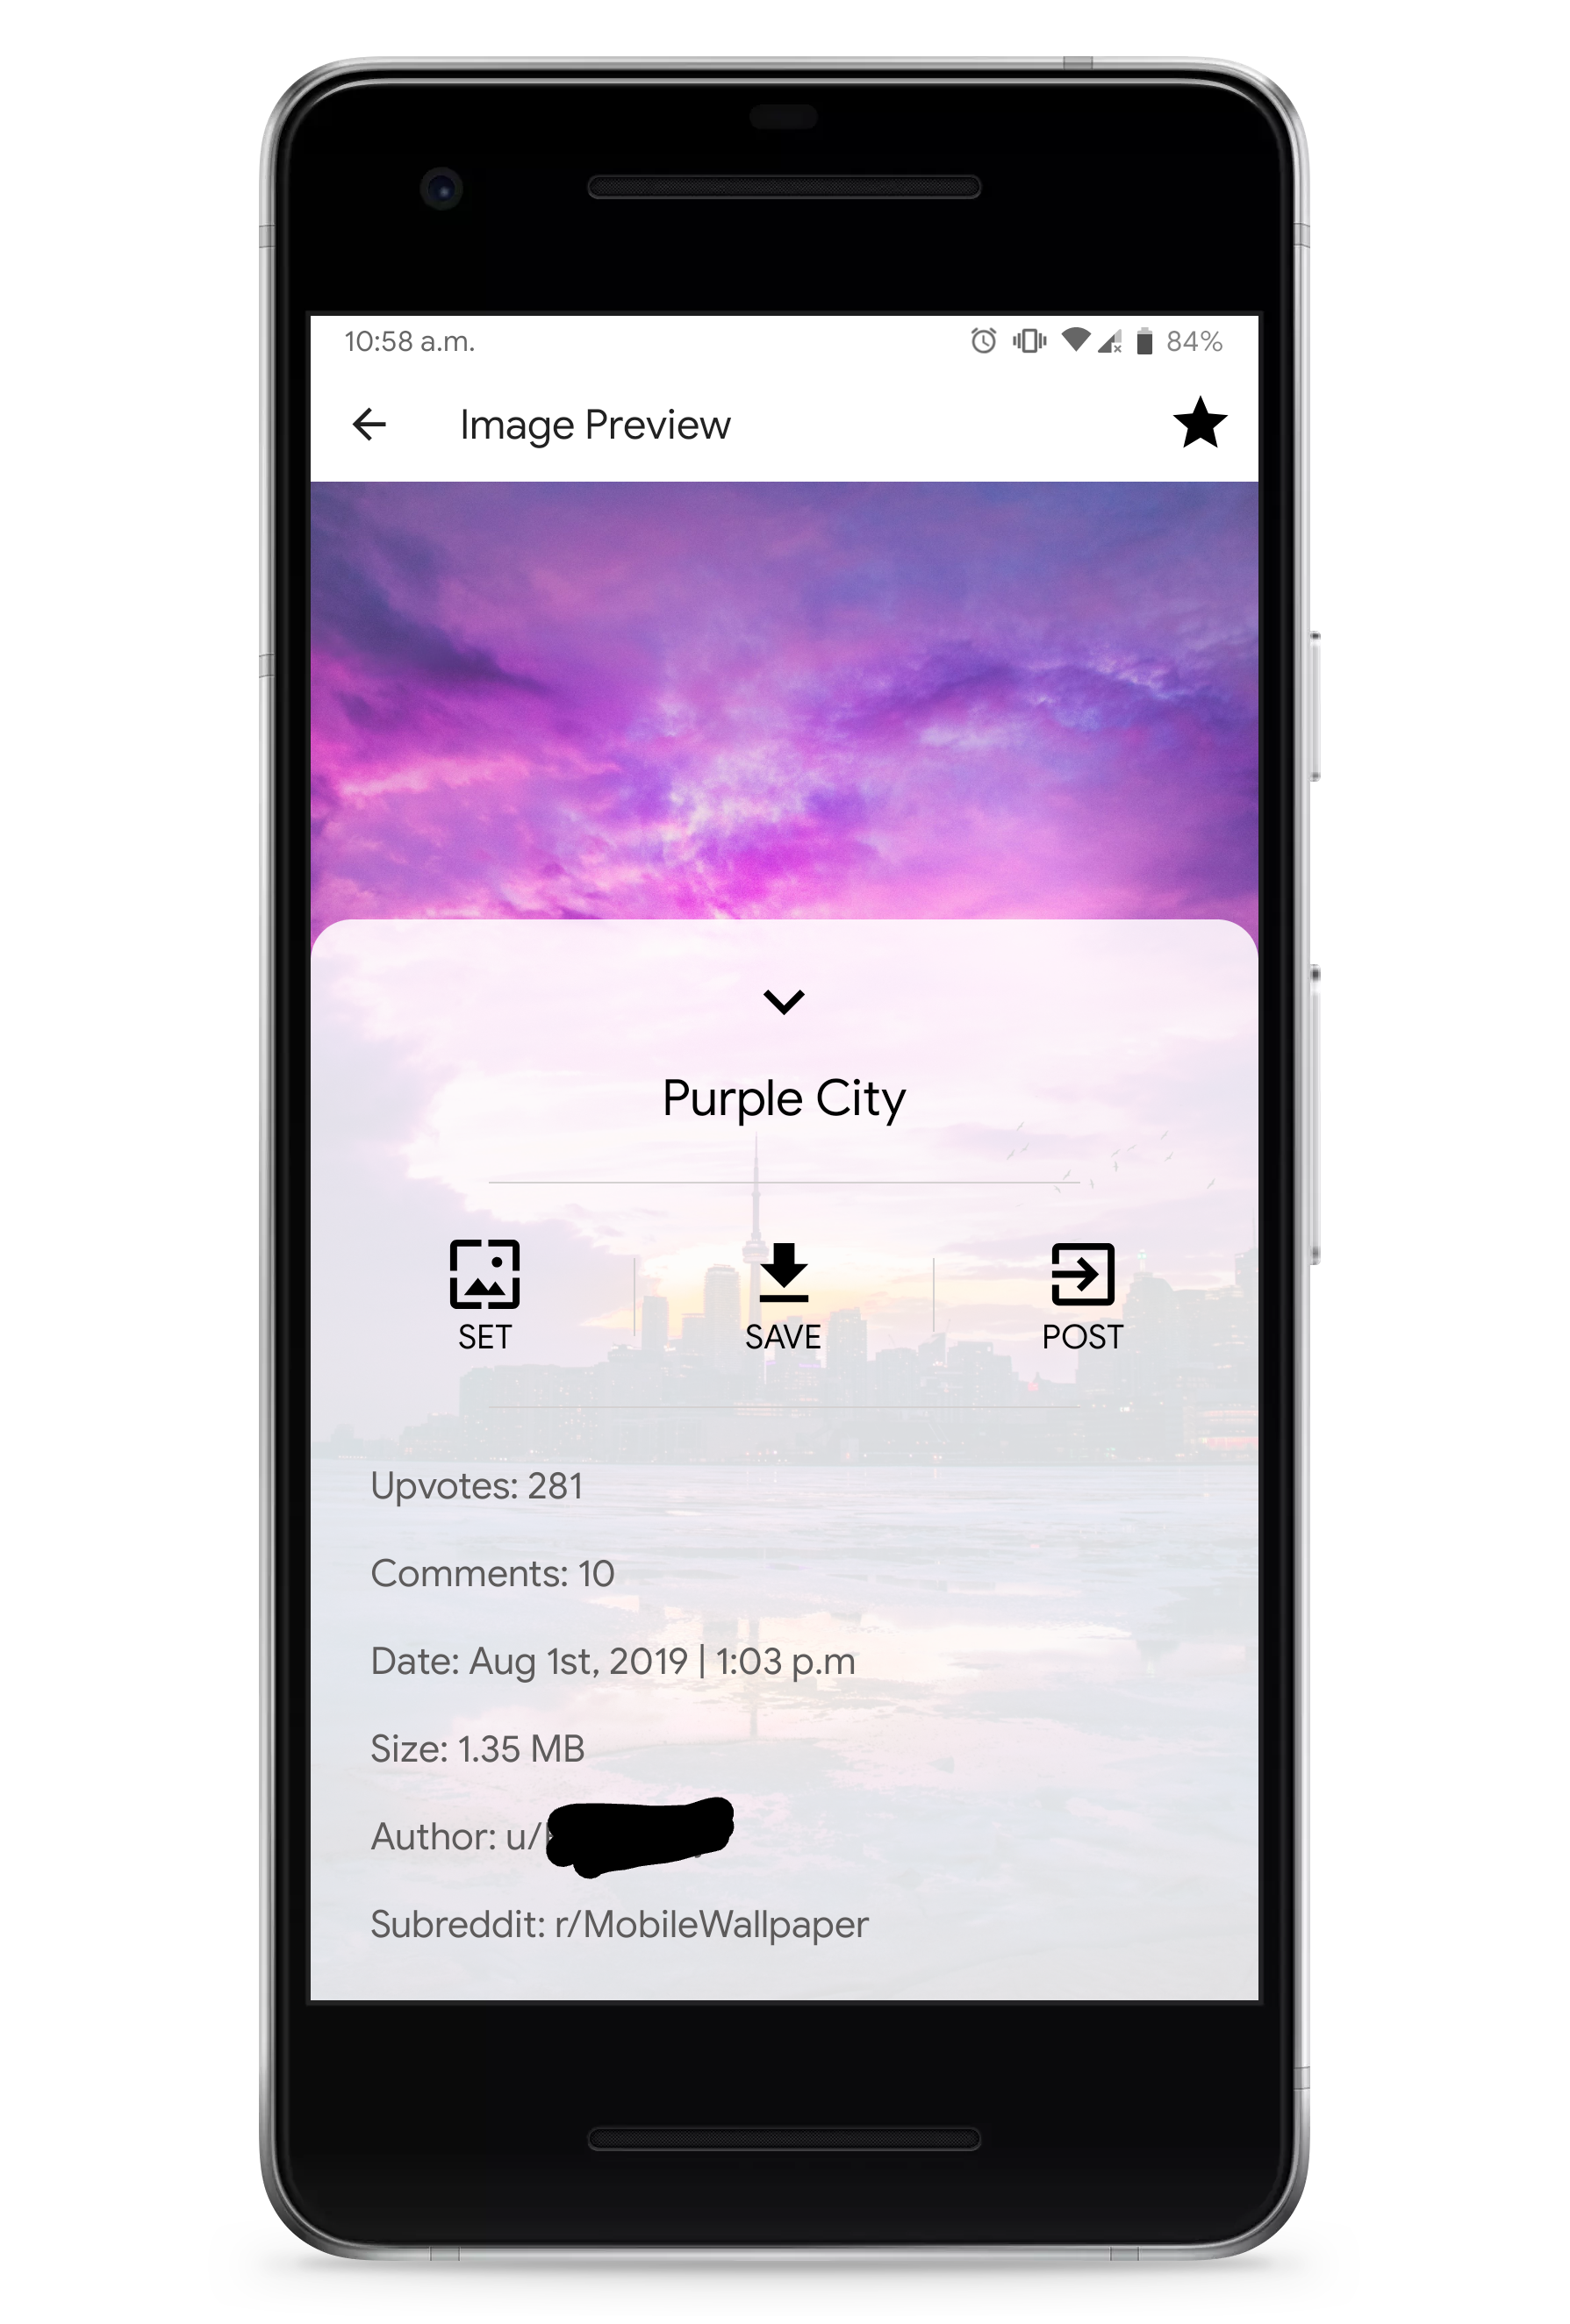 10:58 a.m. 84%
Image Preview
Purple City
SET SAVE POST
Upvotes: 281
Comments: 10
Date: Aug 1st, 2019 | 1:03 p.m
Size: 1.35 MB
Author: u/
Subreddit: r/MobileWallpaper